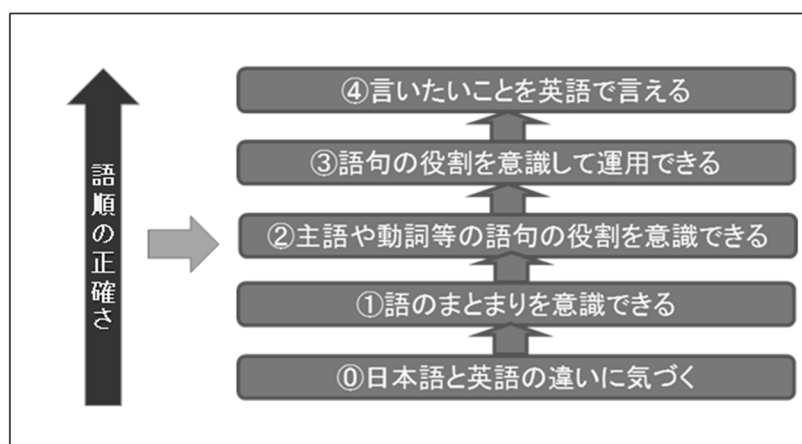 語順の正確さ
④言いたいことを英語で言える
③語句の役割を意識して運用できる
②主語や動詞等の語句の役割を意識できる
①語のまとまりを意識できる
⓪日本語と英語の違いに気づく